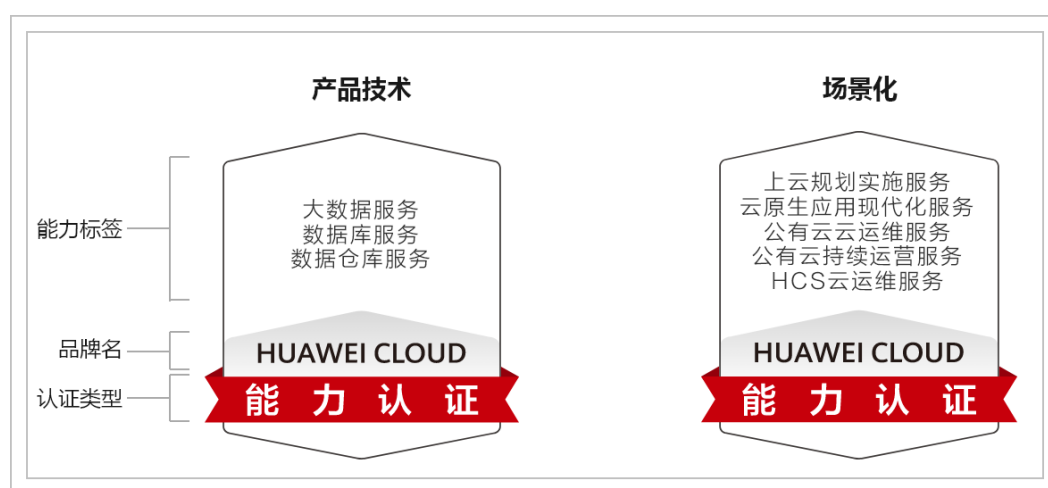 产品技术
场景化
能力标签
大数据服务
数据库服务
数据仓库服务
上云规划实施服务
云原生应用现代化服务
公有云云运维服务
公有云持续运营服务
HCS云运维服务
品牌名
HUAWEI CLOUD
HUAWEI CLOUD
认证类型
能力认证
能力认证